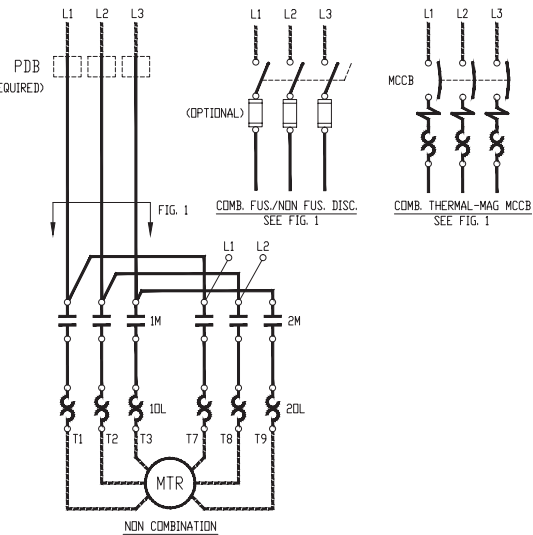 L1 L2 L3
PDB
EQUIRED)
FIG. 1
L1 L2
1M
2M
1OL
2OL
T1 T2 T3 T7 T8 T9
MTR
NON COMBINATION
L1 L2 L3
(OPTIONAL)
COMB. FUS./NON FUS. DISC.
SEE FIG. 1
L1 L2 L3
MCCB
COMB. THERMAL-MAG MCCB
SEE FIG. 1